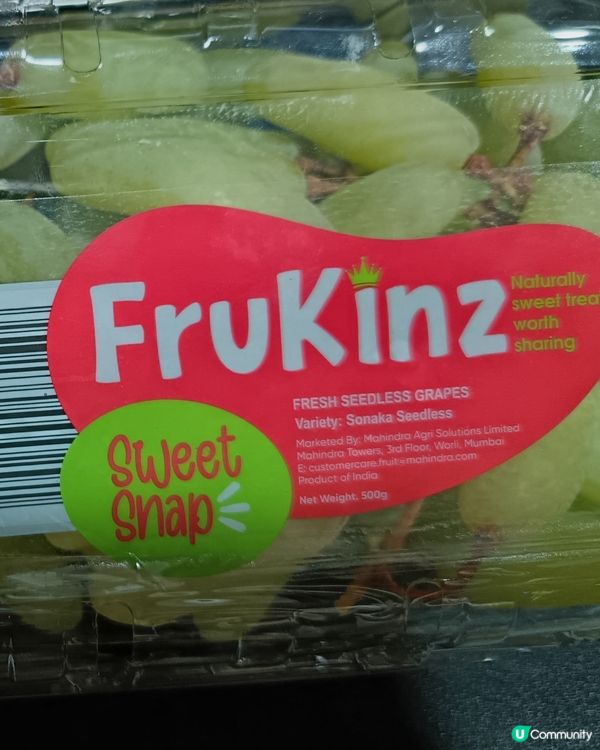 FruKinz
Naturally
sweet trea
worth
sharing
FRESH SEEDLESS GRAPES
Variety: Sonaka Seedless
Marketed By: Mahindra Agri Solutions Limited
Mahindra Towers, 3rd Floor, Worli, Mumbai
E: customercare.fruit@mahindra.com
Product of India
Net Weight. 500g
Sweet
Snap
U Community